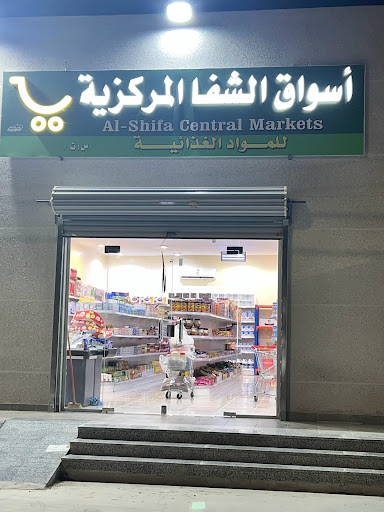 أسواق الشفا المركزية
Al-Shifa Central Markets
للمواد الغذائية
س.ت